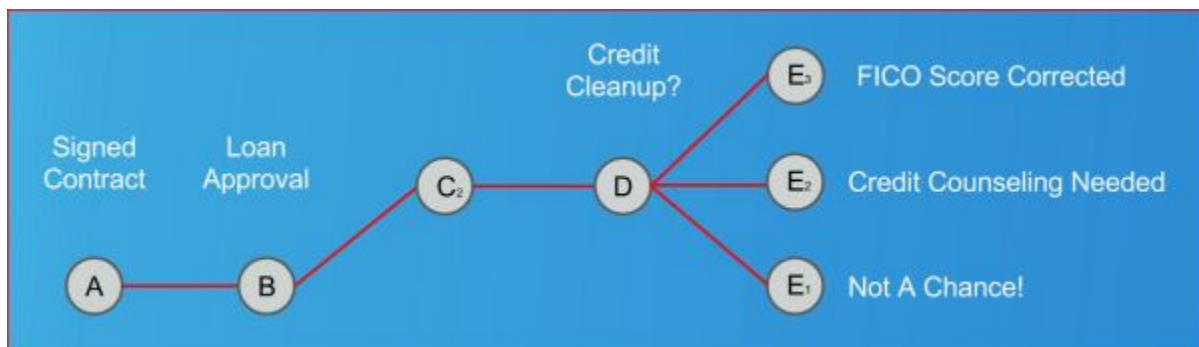 Credit
Cleanup?
E₃ FICO Score Corrected
Signed
Contract
Loan
Approval
C₂
D
E₂ Credit Counseling Needed
A
B
E₁ Not A Chance!